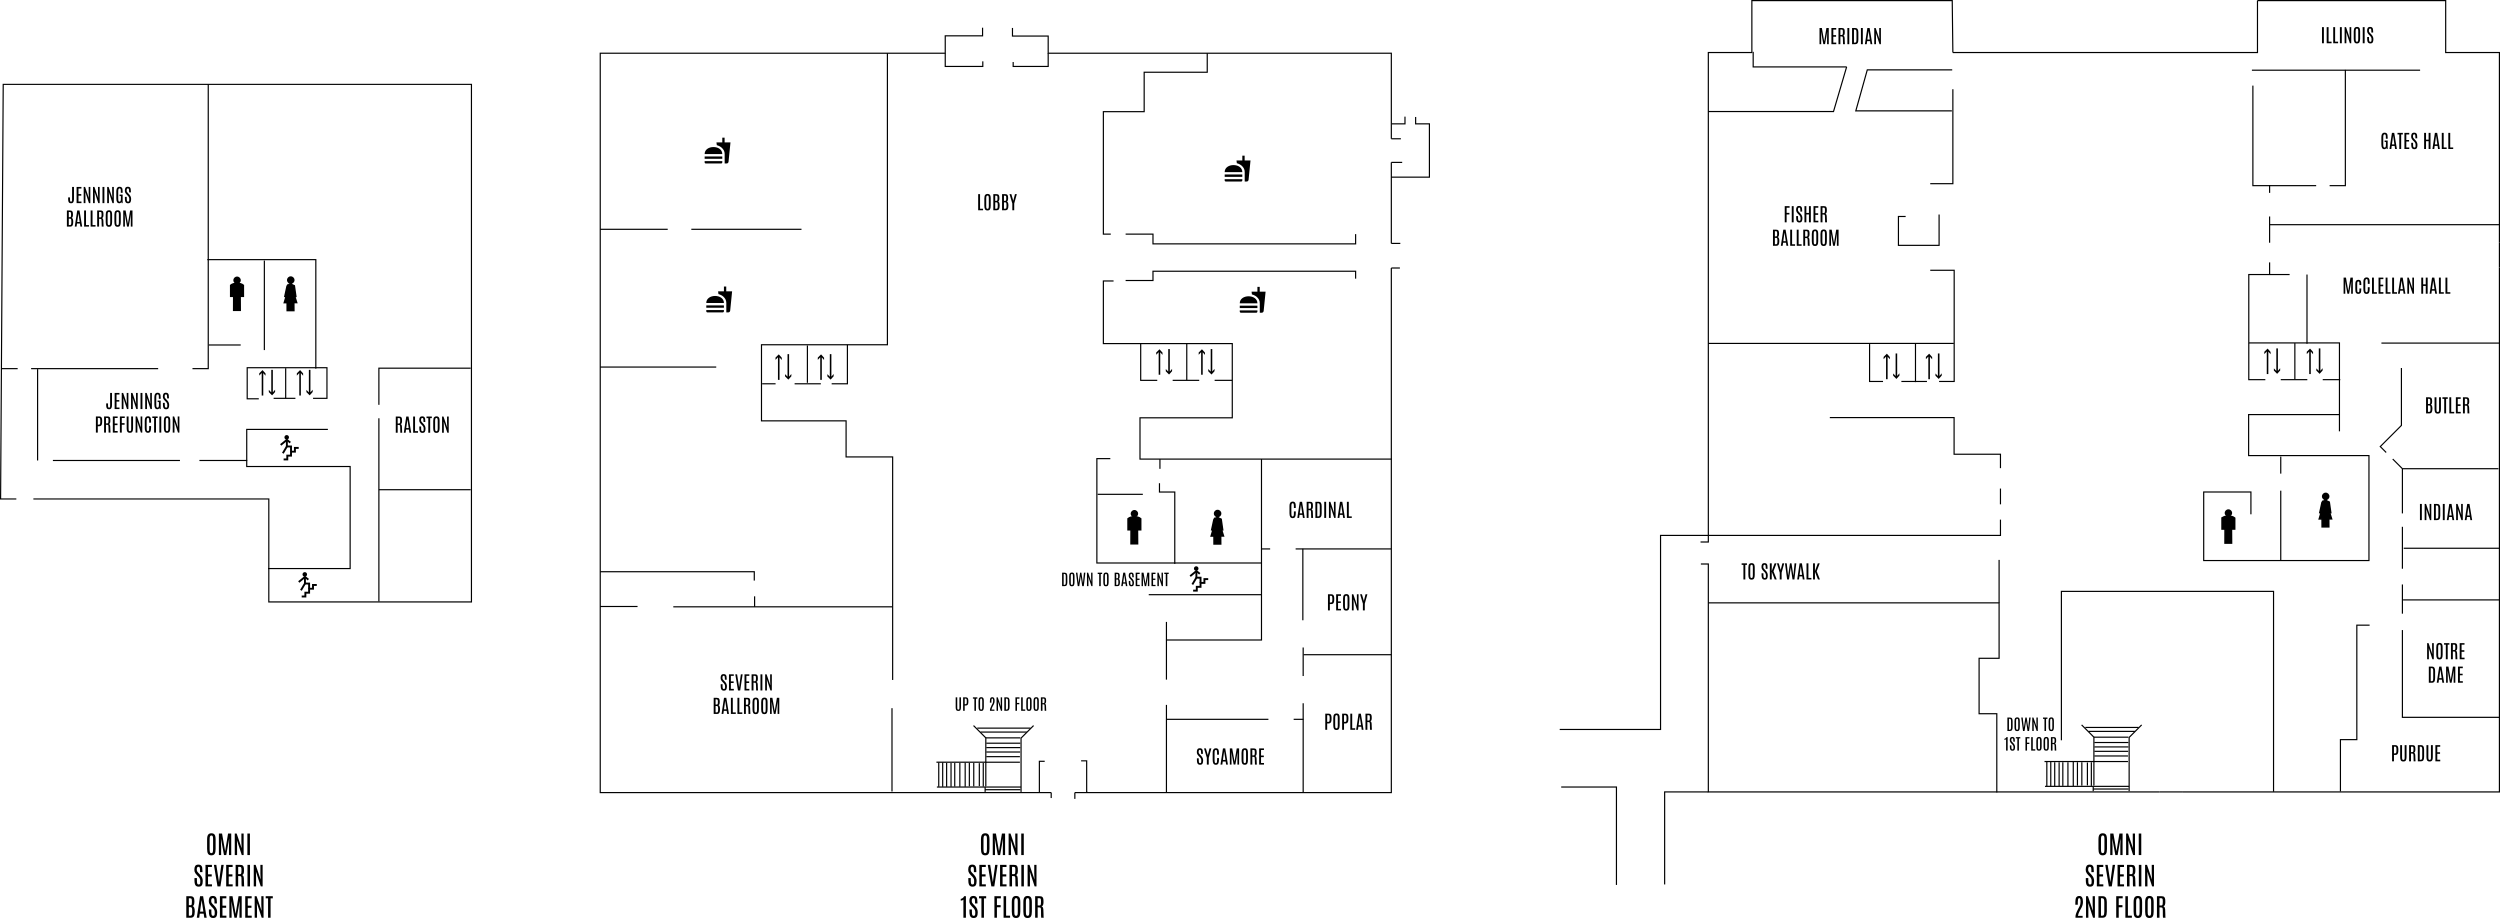 JENNINGS
BALLROOM
JENNINGS
PREFUNCTION
RALSTON
OMNI
SEVERIN
BASEMENT
LOBBY
CARDINAL
DOWN TO BASEMENT
PEONY
SEVERIN
BALLROOM
UP TO 2ND FLOOR
POPLAR
SYCAMORE
OMNI
SEVERIN
1ST FLOOR
MERIDIAN
ILLINOIS
GATES HALL
FISHER
BALLROOM
McCLELLAN HALL
BUTLER
INDIANA
TO SKYWALK
NOTRE
DAME
DOWN TO
1ST FLOOR
PURDUE
OMNI
SEVERIN
2ND FLOOR